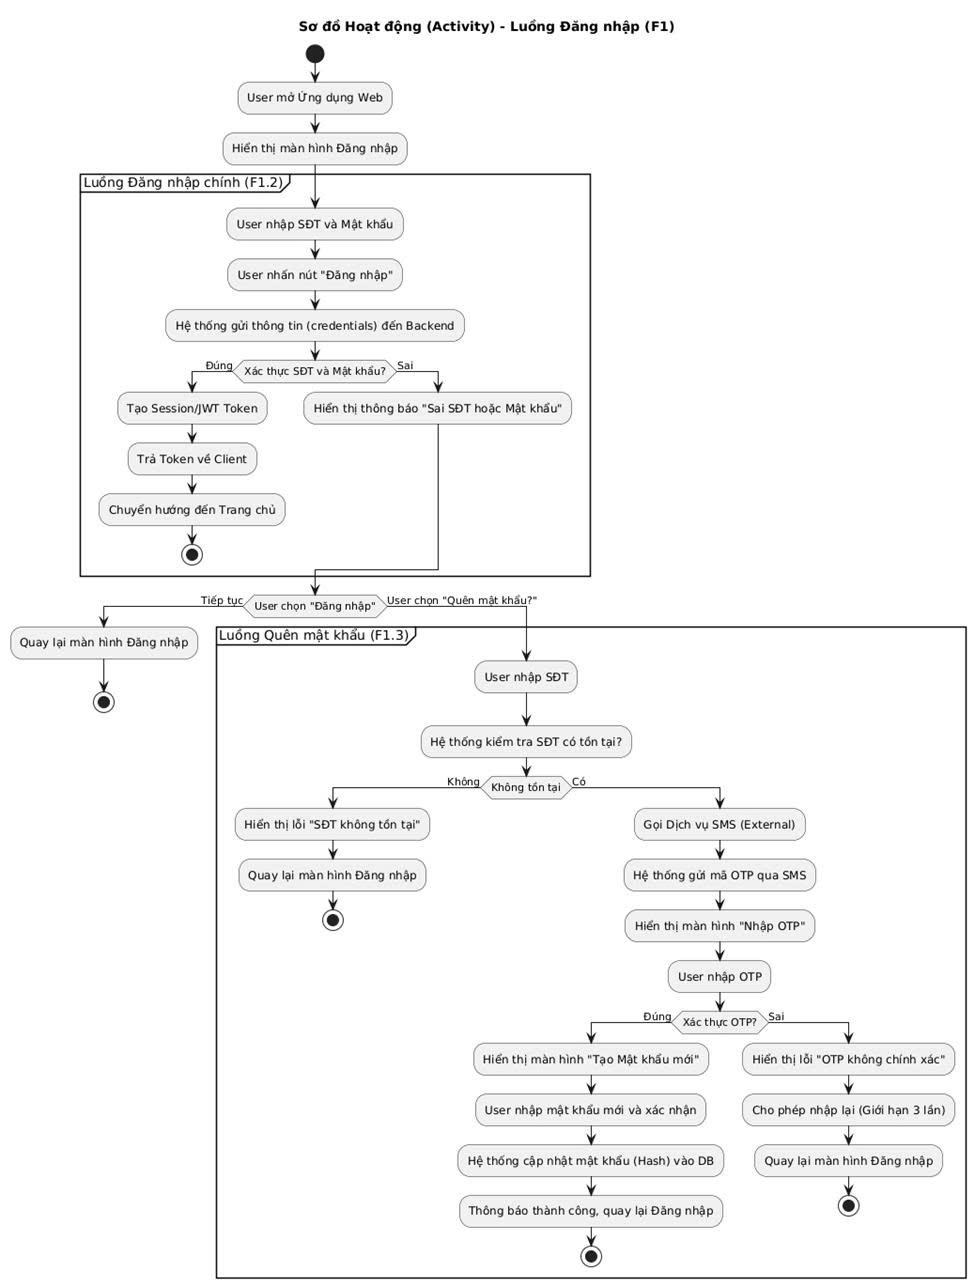 Sơ đồ Hoạt động (Activity) - Luồng Đăng nhập (F1)
User mở Ứng dụng Web
Hiển thị màn hình Đăng nhập
Luồng Đăng nhập chính (F1.2)
User nhập SĐT và Mật khẩu
User nhấn nút "Đăng nhập"
Hệ thống gửi thông tin (credentials) đến Backend
Đúng
Xác thực SĐT và Mật khẩu?
Sai
Tạo Session/JWT Token
Hiển thị thông báo "Sai SĐT hoặc Mật khẩu"
Trả Token về Client
Chuyển hướng đến Trang chủ
Tiếp tục
User chọn "Đăng nhập"
User chọn "Quên mật khẩu?"
Quay lại màn hình Đăng nhập
Luồng Quên mật khẩu (F1.3)
User nhập SĐT
Hệ thống kiểm tra SĐT có tồn tại?
Không
Không tồn tại
Có
Hiển thị lỗi "SĐT không tồn tại"
Gọi Dịch vụ SMS (External)
Quay lại màn hình Đăng nhập
Hệ thống gửi mã OTP qua SMS
Hiển thị màn hình "Nhập OTP"
User nhập OTP
Đúng
Xác thực OTP?
Sai
Hiển thị màn hình "Tạo Mật khẩu mới"
Hiển thị lỗi "OTP không chính xác"
User nhập mật khẩu mới và xác nhận
Cho phép nhập lại (Giới hạn 3 lần)
Hệ thống cập nhật mật khẩu (Hash) vào DB
Quay lại màn hình Đăng nhập
Thông báo thành công, quay lại Đăng nhập